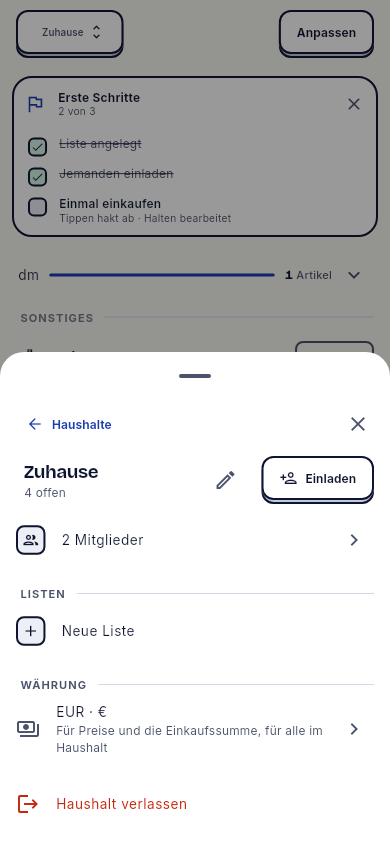 Zuhause
Anpassen
Erste Schritte
2 von 3
Liste angelegt
Jemanden einladen
Einmal einkaufen
Tippen hakt ab · Halten bearbeitet
dm
1 Artikel
SONSTIGES
Haushalte
Zuhause
4 offen
Einladen
2 Mitglieder
LISTEN
Neue Liste
WÄHRUNG
EUR · €
Für Preise und die Einkaufssumme, für alle im
Haushalt
Haushalt verlassen